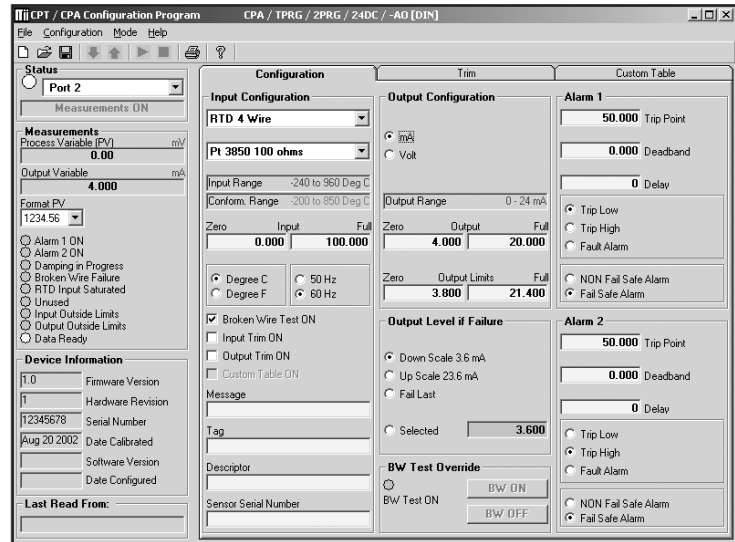 CPT / CPA Configuration Program CPA / TPRG / 2PRG / 24DC / -AO [DIN]
File Configuration Mode Help
Status
Port 2
Measurements ON
Measurements
Process Variable (PV) mV
0.00
Output Variable mA
4.000
Format PV
1234.56
Alarm 1 ON
Alarm 2 ON
Damping in Progress
Broken Wire Failure
RTD Input Saturated
Unused
Input Outside Limits
Output Outside Limits
Data Ready
Device Information
1.0 Firmware Version
1 Hardware Revision
12345678 Serial Number
Aug 20 2002 Date Calibrated
Software Version
Date Configured
Last Read From:
Configuration Trim Custom Table
Input Configuration
RTD 4 Wire
Pt 3850 100 ohms
Input Range -240 to 960 Deg C
Conform. Range -200 to 850 Deg C
Zero Input Full
0.000 100.000
Degree C 50 Hz
Degree F 60 Hz
Broken Wire Test ON
Input Trim ON
Output Trim ON
Custom Table ON
Message
Tag
Descriptor
Sensor Serial Number
Output Configuration
mA
Volt
Output Range 0 - 24 mA
Zero Output Full
4.000 20.000
Zero Output Limits Full
3.800 21.400
Output Level if Failure
Down Scale 3.6 mA
Up Scale 23.6 mA
Fail Last
Selected 3.600
BW Test Override
BW Test ON
BW ON
BW OFF
Alarm 1
50.000 Trip Point
0.000 Deadband
0 Delay
Trip Low
Trip High
Fault Alarm
NON Fail Safe Alarm
Fail Safe Alarm
Alarm 2
50.000 Trip Point
0.000 Deadband
0 Delay
Trip Low
Trip High
Fault Alarm
NON Fail Safe Alarm
Fail Safe Alarm